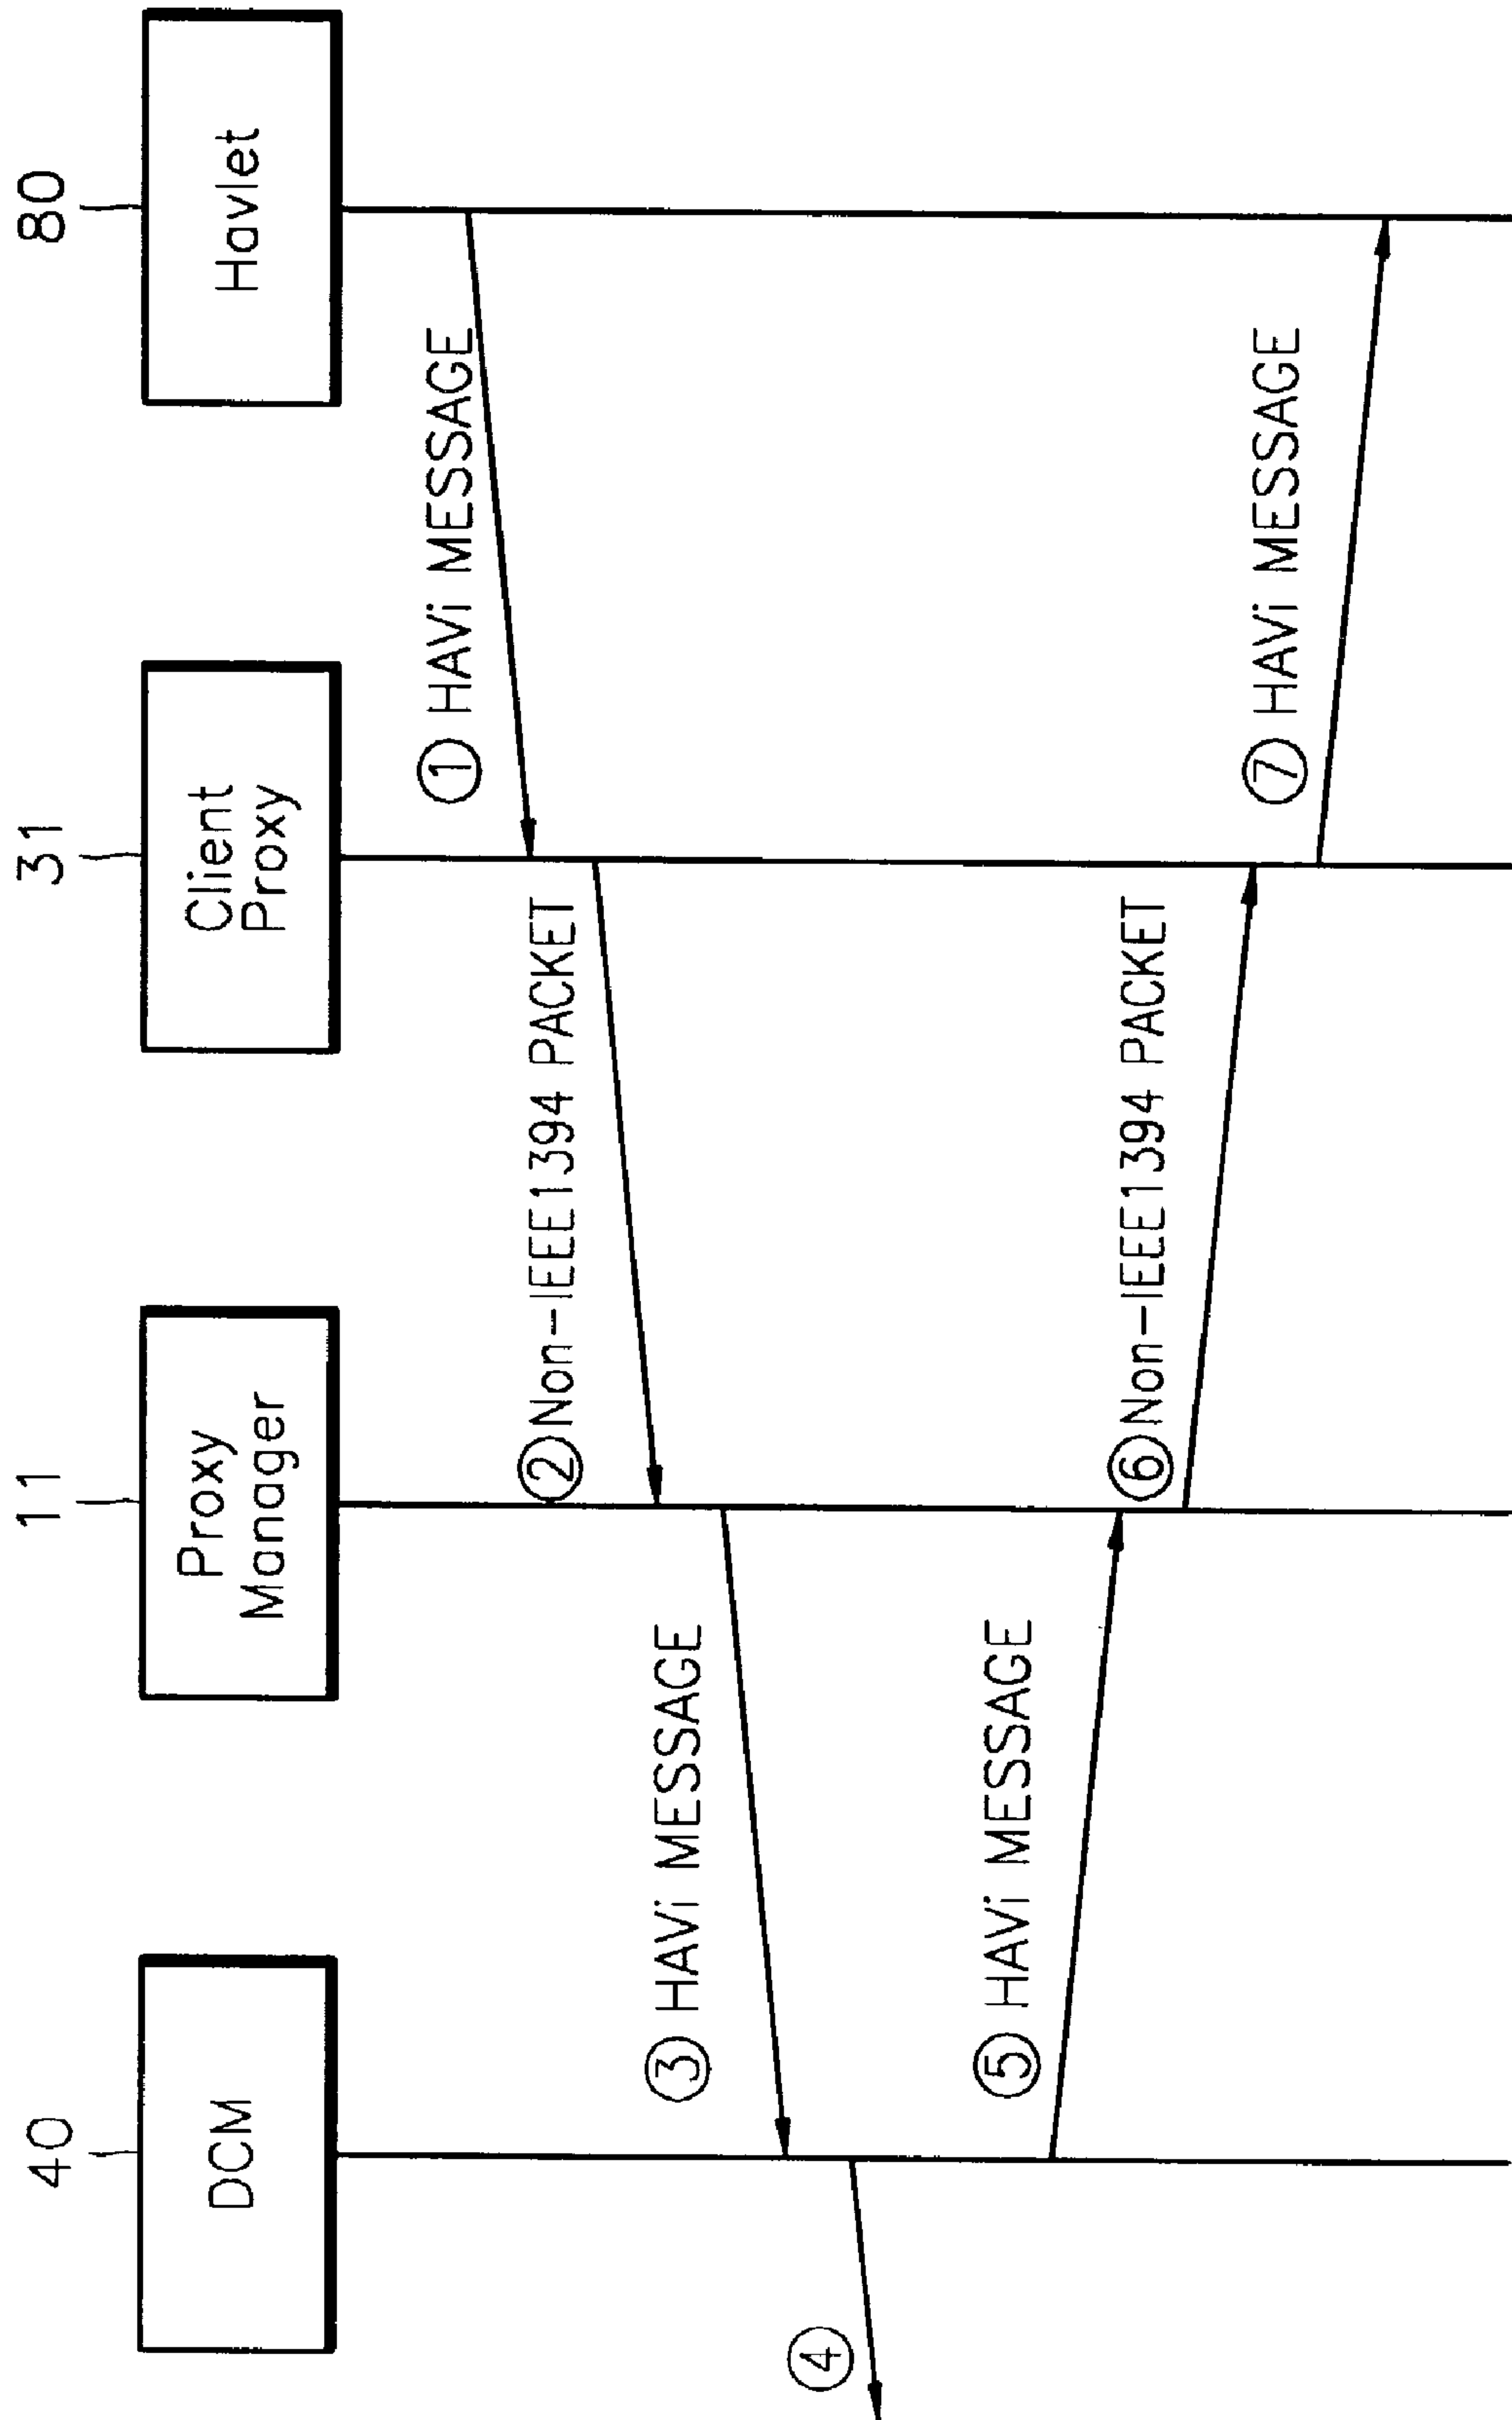 40
DCM
11
Proxy
Manager
31
Client
Proxy
80
Havlet
① HAVi MESSAGE
② Non-IEEE1394 PACKET
③ HAVi MESSAGE
④
⑤ HAVi MESSAGE
⑥ Non-IEEE1394 PACKET
⑦ HAVi MESSAGE